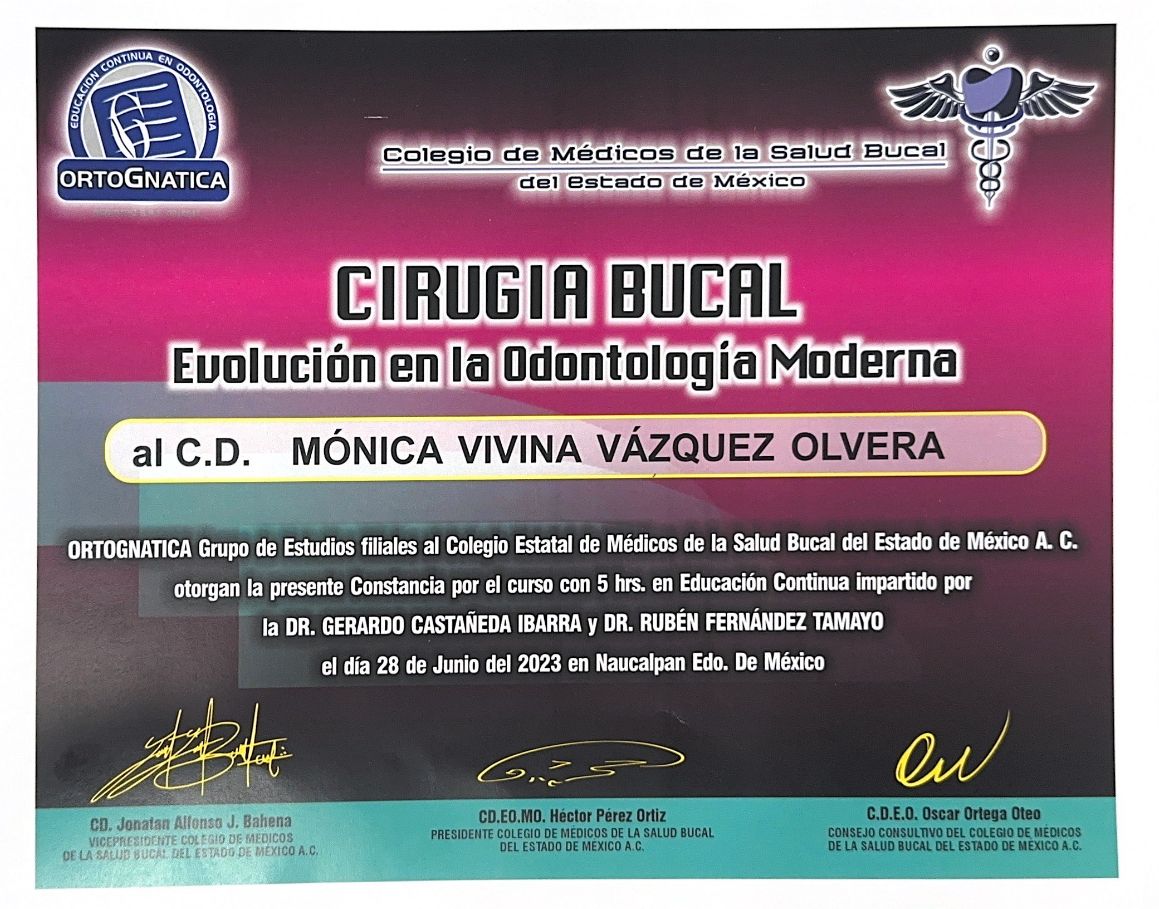 EDUCACIÓN CONTINUA EN ODONTOLOGIA
ORTOGNATICA
Colegio de Médicos de la Salud Bucal
del Estado de México
CIRUGIA BUCAL
Evolución en la Odontología Moderna
al C.D. MÓNICA VIVINA VÁZQUEZ OLVERA
ORTOGNATICA Grupo de Estudios filiales al Colegio Estatal de Médicos de la Salud Bucal del Estado de México A. C.
otorgan la presente Constancia por el curso con 5 hrs. en Educación Continua impartido por
la DR. GERARDO CASTAÑEDA IBARRA y DR. RUBÉN FERNÁNDEZ TAMAYO
el día 28 de Junio del 2023 en Naucalpan Edo. De México
CD. Jonatan Alfonso J. Bahena
VICEPRESIDENTE COLEGIO DE MÉDICOS
DE LA SALUD BUCAL DEL ESTADO DE MÉXICO A.C.
CD.EO.MO. Héctor Pérez Ortiz
PRESIDENTE COLEGIO DE MÉDICOS DE LA SALUD BUCAL
DEL ESTADO DE MÉXICO A.C.
C.D.E.O. Oscar Ortega Oteo
CONSEJO CONSULTIVO DEL COLEGIO DE MÉDICOS
DE LA SALUD BUCAL DEL ESTADO DE MÉXICO A.C.